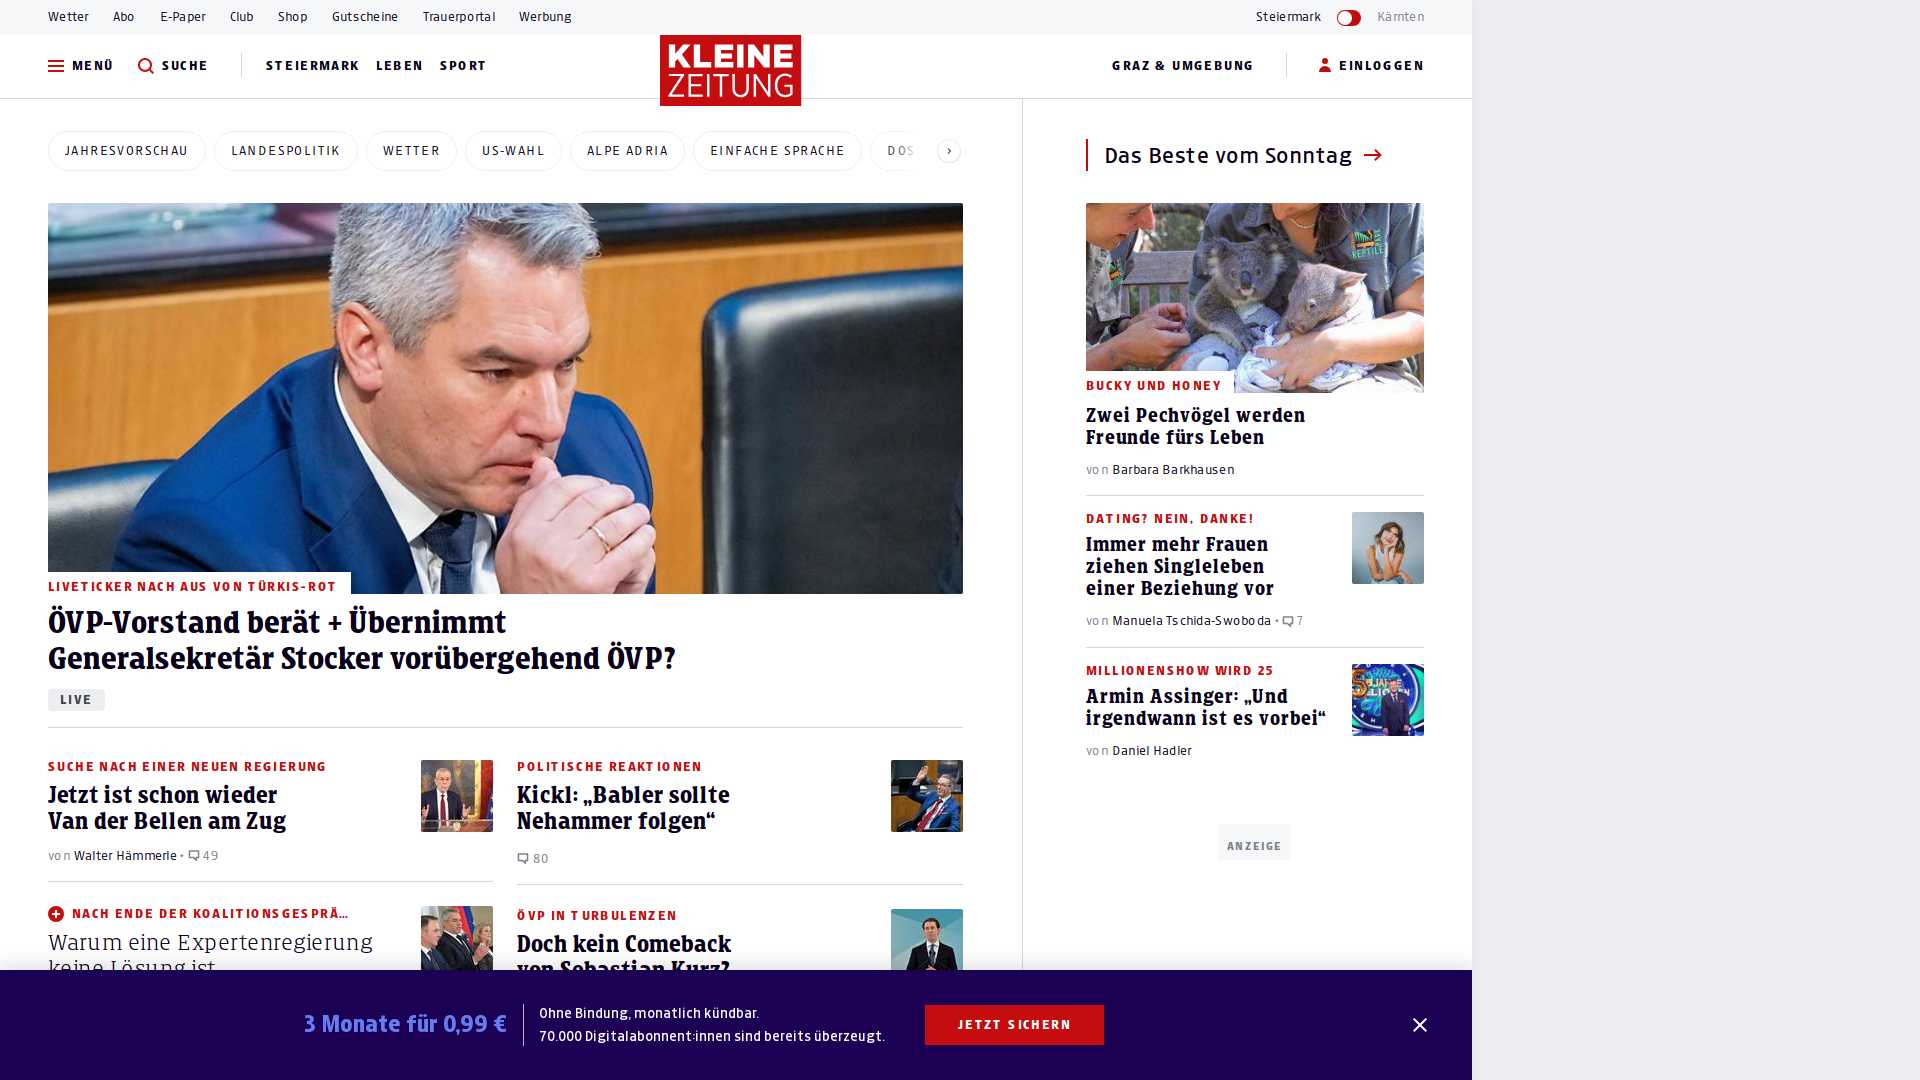 Wetter Abo E-Paper Club Shop Gutscheine Trauerportal Werbung
Steiermark Kärnten
MENÜ SUCHE STEIERMARK LEBEN SPORT
KLEINE
ZEITUNG
GRAZ & UMGEBUNG EINLOGGEN
JAHRESVORSCHAU LANDESPOLITIK WETTER US-WAHL ALPE ADRIA EINFACHE SPRACHE DOS
LIVETICKER NACH AUS VON TÜRKIS-ROT
ÖVP-Vorstand berät + Übernimmt
Generalsekretär Stocker vorübergehend ÖVP?
LIVE
SUCHE NACH EINER NEUEN REGIERUNG
Jetzt ist schon wieder
Van der Bellen am Zug
von Walter Hämmerle • 49
POLITISCHE REAKTIONEN
Kickl: „Babler sollte
Nehammer folgen“
80
NACH ENDE DER KOALITIONSGESPRÄ…
Warum eine Expertenregierung
keine Lösung ist
ÖVP IN TURBULENZEN
Doch kein Comeback
von Sebastian Kurz?
Das Beste vom Sonntag
REPTILE
BUCKY UND HONEY
Zwei Pechvögel werden
Freunde fürs Leben
von Barbara Barkhausen
DATING? NEIN, DANKE!
Immer mehr Frauen
ziehen Singleleben
einer Beziehung vor
von Manuela Tschida-Swoboda • 7
MILLIONENSHOW WIRD 25
Armin Assinger: „Und
irgendwann ist es vorbei“
von Daniel Hadler
ANZEIGE
3 Monate für 0,99 €
Ohne Bindung, monatlich kündbar.
70.000 Digitalabonnent:innen sind bereits überzeugt.
JETZT SICHERN